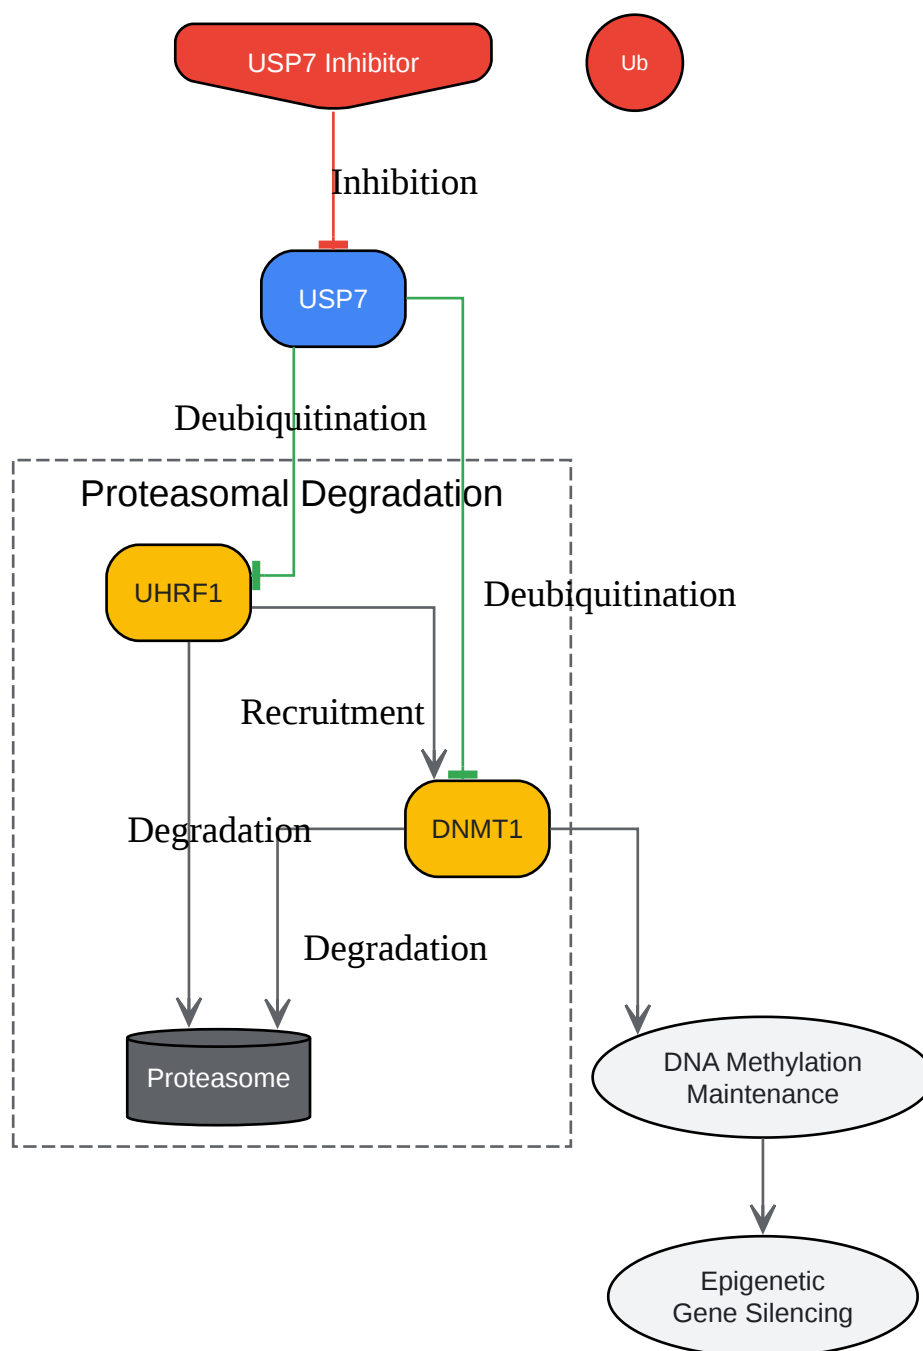 USP7 Inhibitor
Ub
Inhibition
USP7
Deubiquitination
Proteasomal Degradation
UHRF1
Deubiquitination
Recruitment
Degradation
DNMT1
Degradation
Proteasome
DNA Methylation
Maintenance
Epigenetic
Gene Silencing